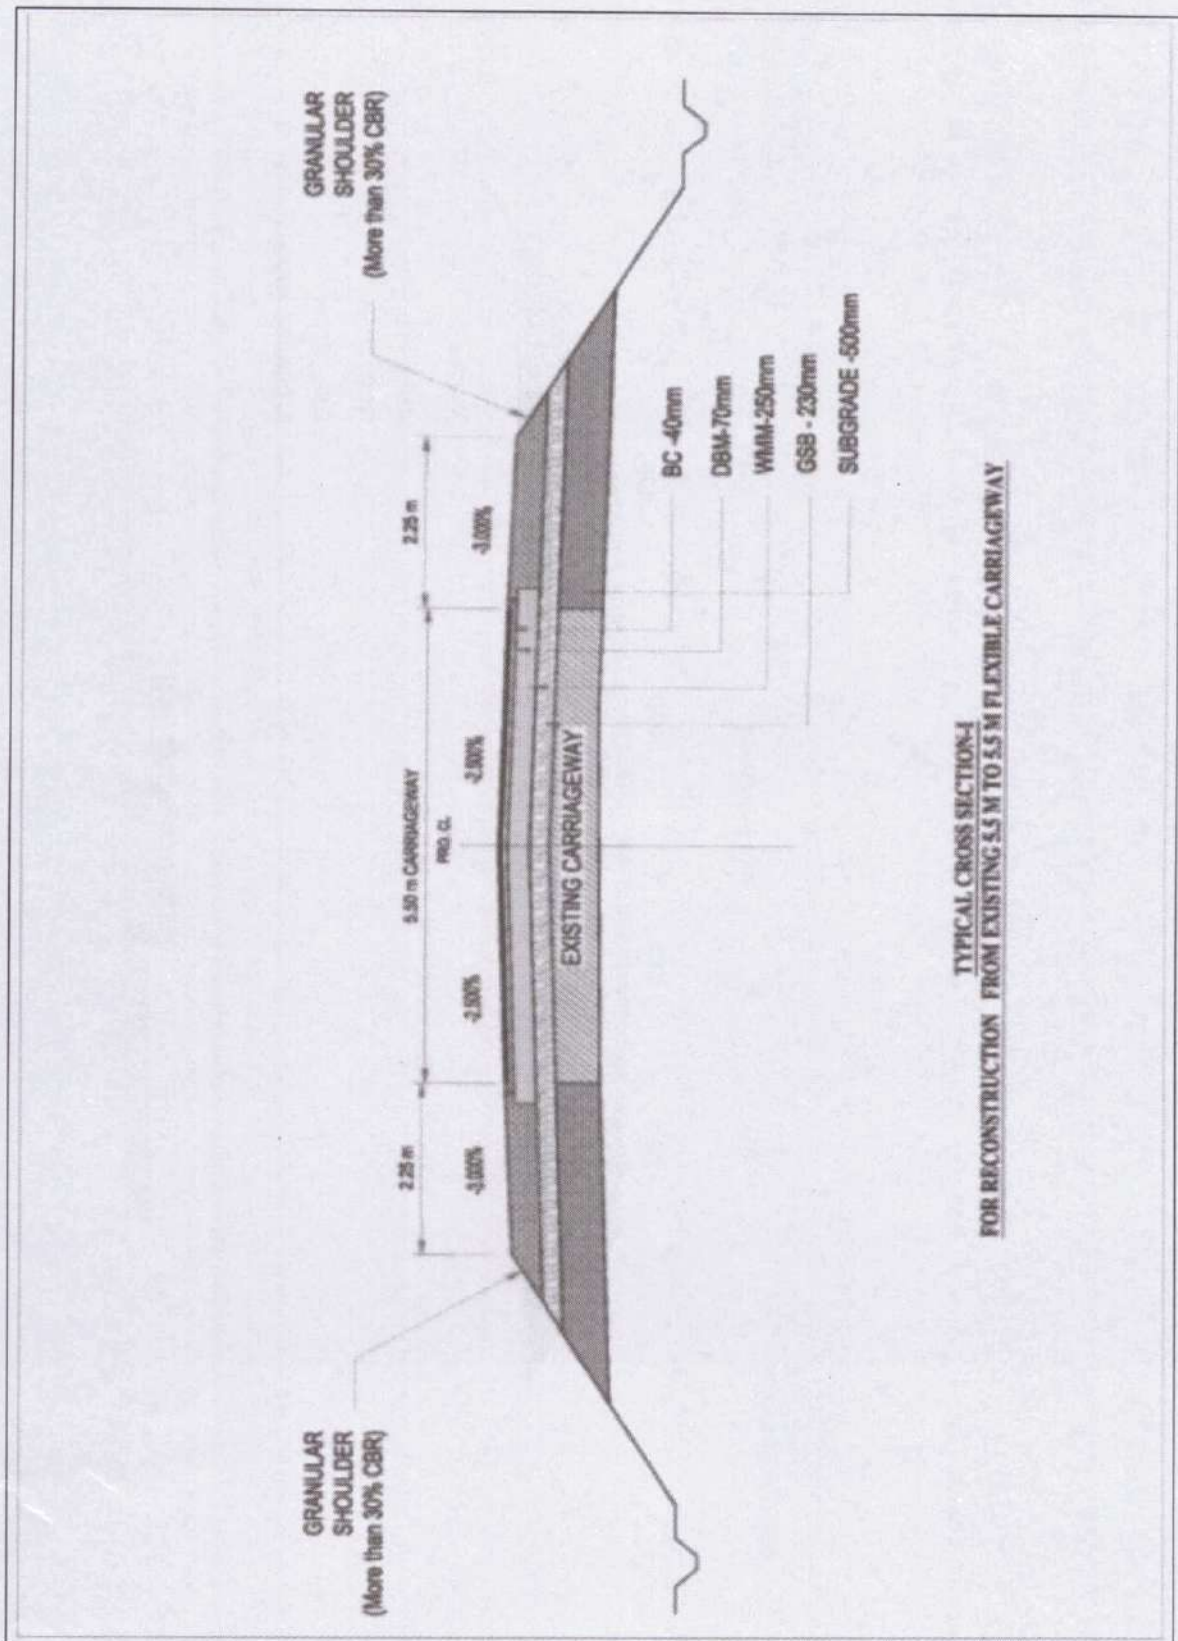 GRANULAR
SHOULDER
(More than 30% CBR)
GRANULAR
SHOULDER
(More than 30% CBR)
2.25 m
5.50 m CARRIAGEWAY
2.25 m
PRO. CL
-3.000%
-2.500%
-2.500%
-3.000%
EXISTING CARRIAGEWAY
BC -40mm
DBM-70mm
WMM-250mm
GSB - 230mm
SUBGRADE -500mm
TYPICAL CROSS SECTION-I
FOR RECONSTRUCTION FROM EXISTING 5.5 M TO 5.5 M FLEXIBLE CARRIAGEWAY